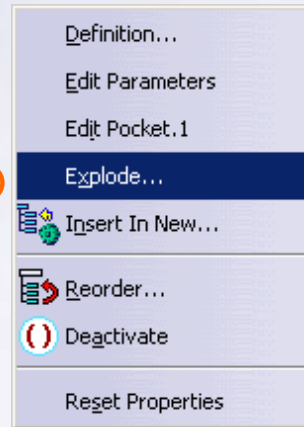 Definition...
Edit Parameters
Edit Pocket.1
Explode...
Insert In New...
Reorder...
Deactivate
Reset Properties